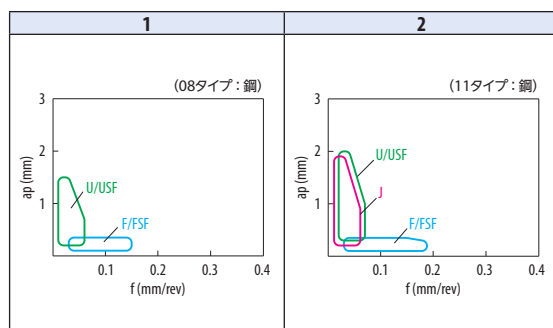 1
2
(08タイプ：鋼)
3
2
1
ap (mm)
U/USF
F/FSF
0.1
0.2
0.3
0.4
f (mm/rev)
(11タイプ：鋼)
3
2
1
ap (mm)
U/USF
J
F/FSF
0.1
0.2
0.3
0.4
f (mm/rev)